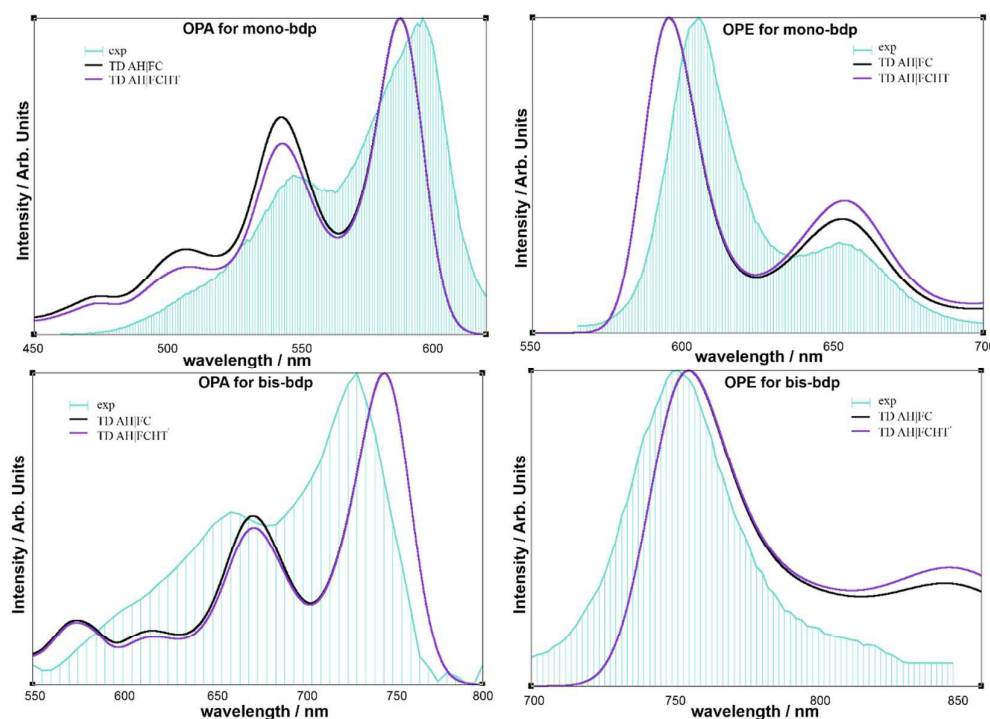 OPA for mono-bdp
exp
TD AH|FC
TD AH|FCHT
Intensity / Arb. Units
450 500 550 600
wavelength / nm
OPE for mono-bdp
exp
TD AH|FC
TD AH|FCHT
Intensity / Arb. Units
550 600 650 700
wavelength / nm
OPA for bis-bdp
exp
TD AH|FC
TD AH|FCHT
Intensity / Arb. Units
550 600 650 700 750 800
wavelength / nm
OPE for bis-bdp
exp
TD AH|FC
TD AH|FCHT
Intensity / Arb. Units
700 750 800 850
wavelength / nm